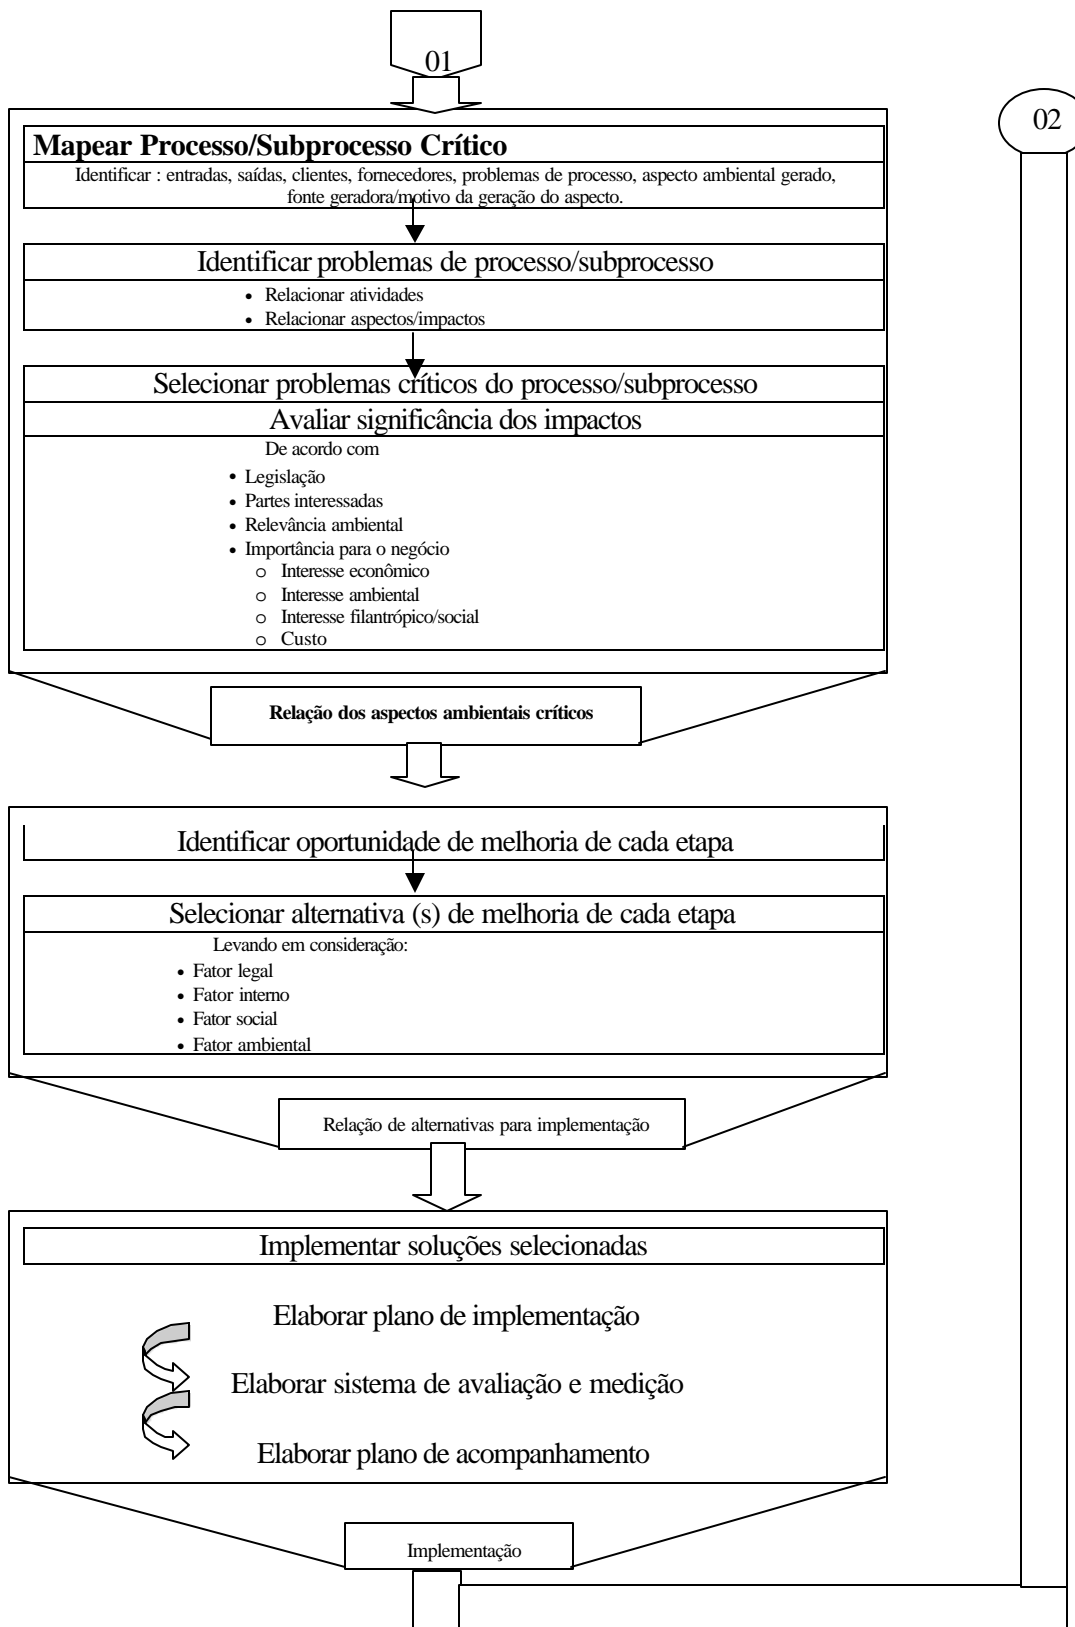 01
02
Mapear Processo/Subprocesso Crítico
Identificar : entradas, saídas, clientes, fornecedores, problemas de processo, aspecto ambiental gerado,
fonte geradora/motivo da geração do aspecto.
Identificar problemas de processo/subprocesso
• Relacionar atividades
• Relacionar aspectos/impactos
Selecionar problemas críticos do processo/subprocesso
Avaliar significância dos impactos
De acordo com
• Legislação
• Partes interessadas
• Relevância ambiental
• Importância para o negócio
o Interesse econômico
o Interesse ambiental
o Interesse filantrópico/social
o Custo
Relação dos aspectos ambientais críticos
Identificar oportunidade de melhoria de cada etapa
Selecionar alternativa (s) de melhoria de cada etapa
Levando em consideração:
• Fator legal
• Fator interno
• Fator social
• Fator ambiental
Relação de alternativas para implementação
Implementar soluções selecionadas
Elaborar plano de implementação
Elaborar sistema de avaliação e medição
Elaborar plano de acompanhamento
Implementação